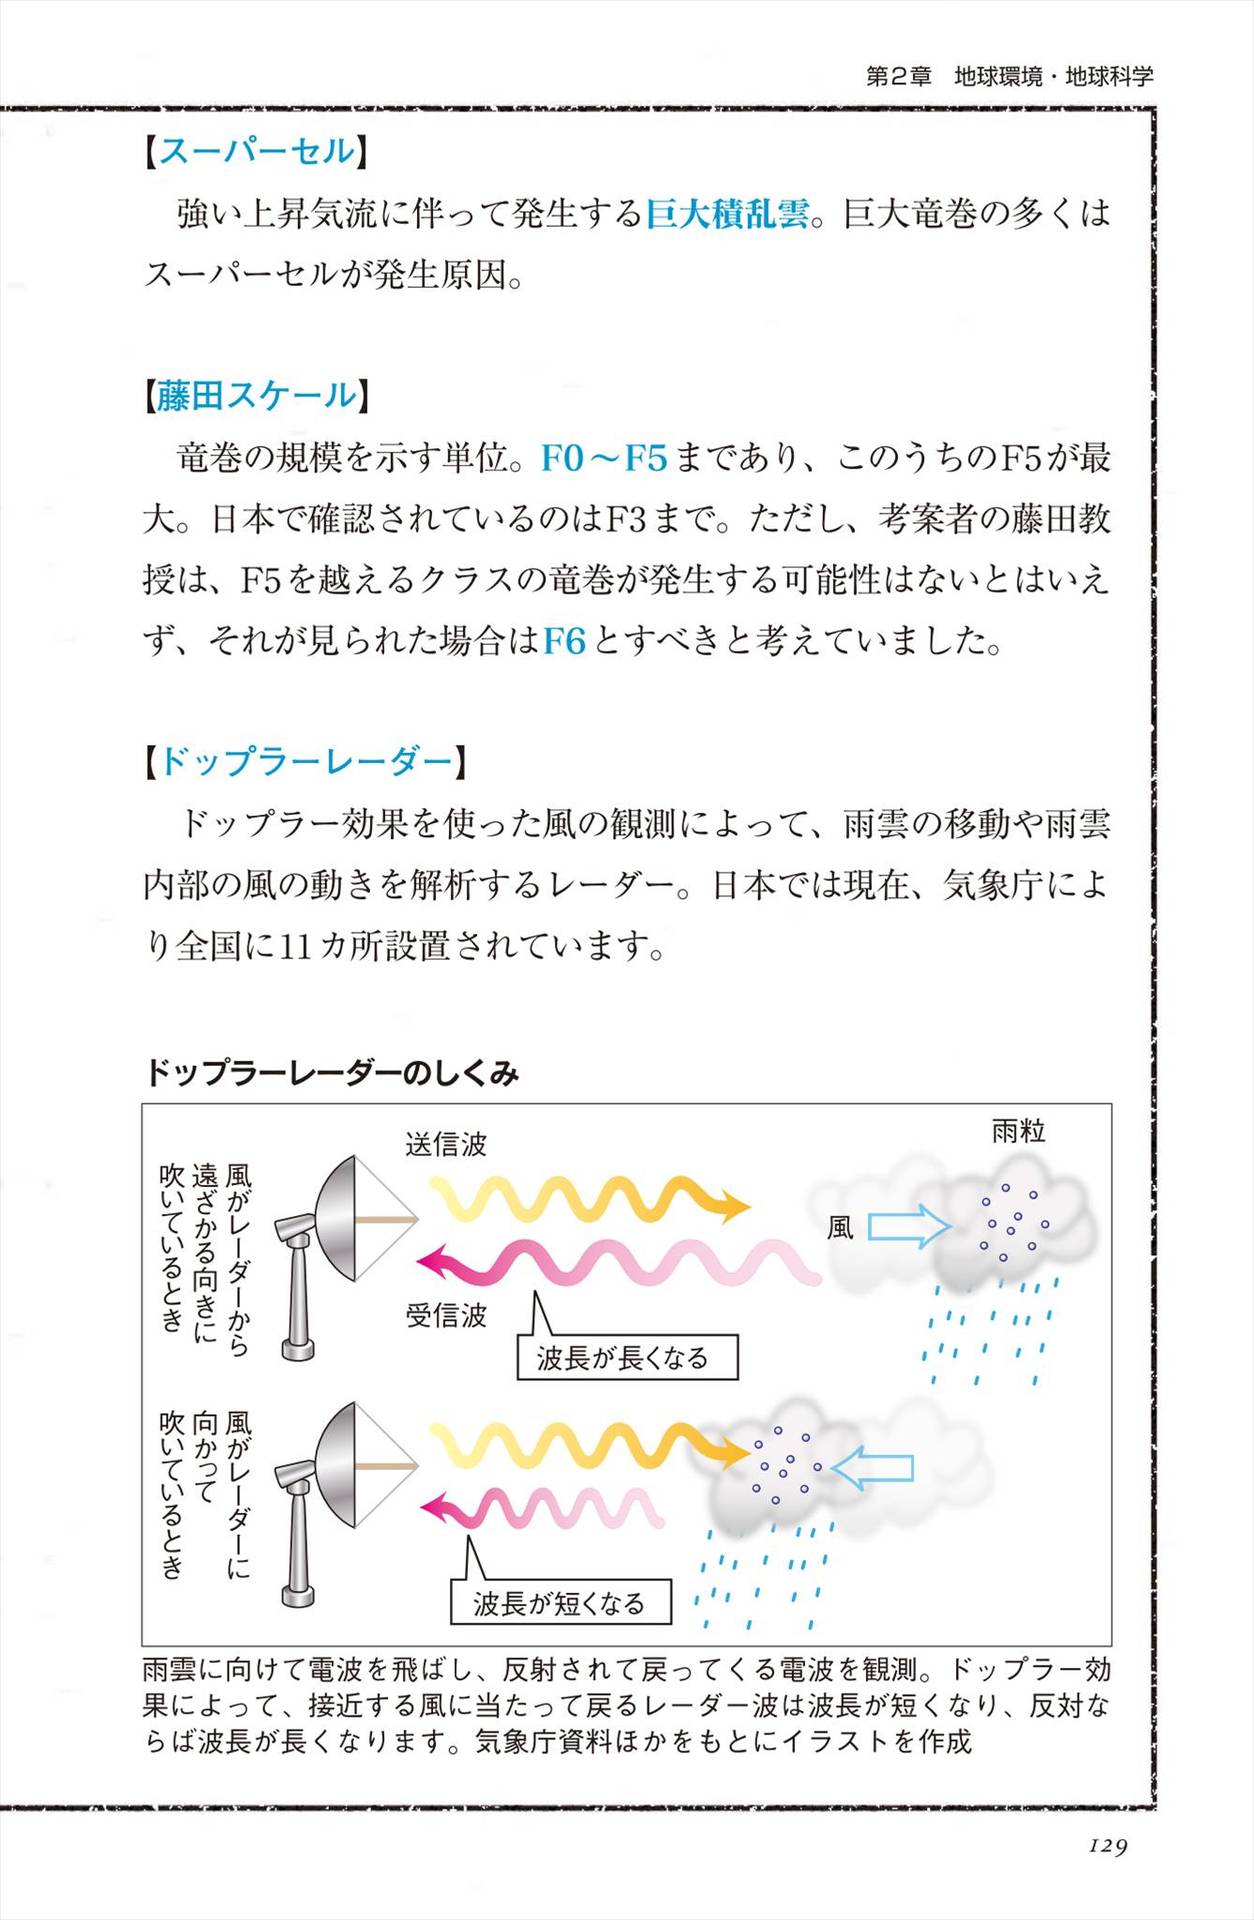 第2章　地球環境・地球科学
【スーパーセル】
強い上昇気流に伴って発生する巨大積乱雲。巨大竜巻の多くは
スーパーセルが発生原因。
【藤田スケール】
竜巻の規模を示す単位。F0～F5まであり、このうちのF5が最
大。日本で確認されているのはF3まで。ただし、考案者の藤田教
授は、F5を越えるクラスの竜巻が発生する可能性はないとはいえ
ず、それが見られた場合はF6とすべきと考えていました。
【ドップラーレーダー】
ドップラー効果を使った風の観測によって、雨雲の移動や雨雲
内部の風の動きを解析するレーダー。日本では現在、気象庁によ
り全国に11カ所設置されています。
ドップラーレーダーのしくみ
風がレーダーから
遠ざかる向きに
吹いているとき
送信波
受信波
波長が長くなる
風
雨粒
風がレーダーに
向かって
吹いているとき
波長が短くなる
雨雲に向けて電波を飛ばし、反射されて戻ってくる電波を観測。ドップラー効
果によって、接近する風に当たって戻るレーダー波は波長が短くなり、反対な
らば波長が長くなります。気象庁資料ほかをもとにイラストを作成
129